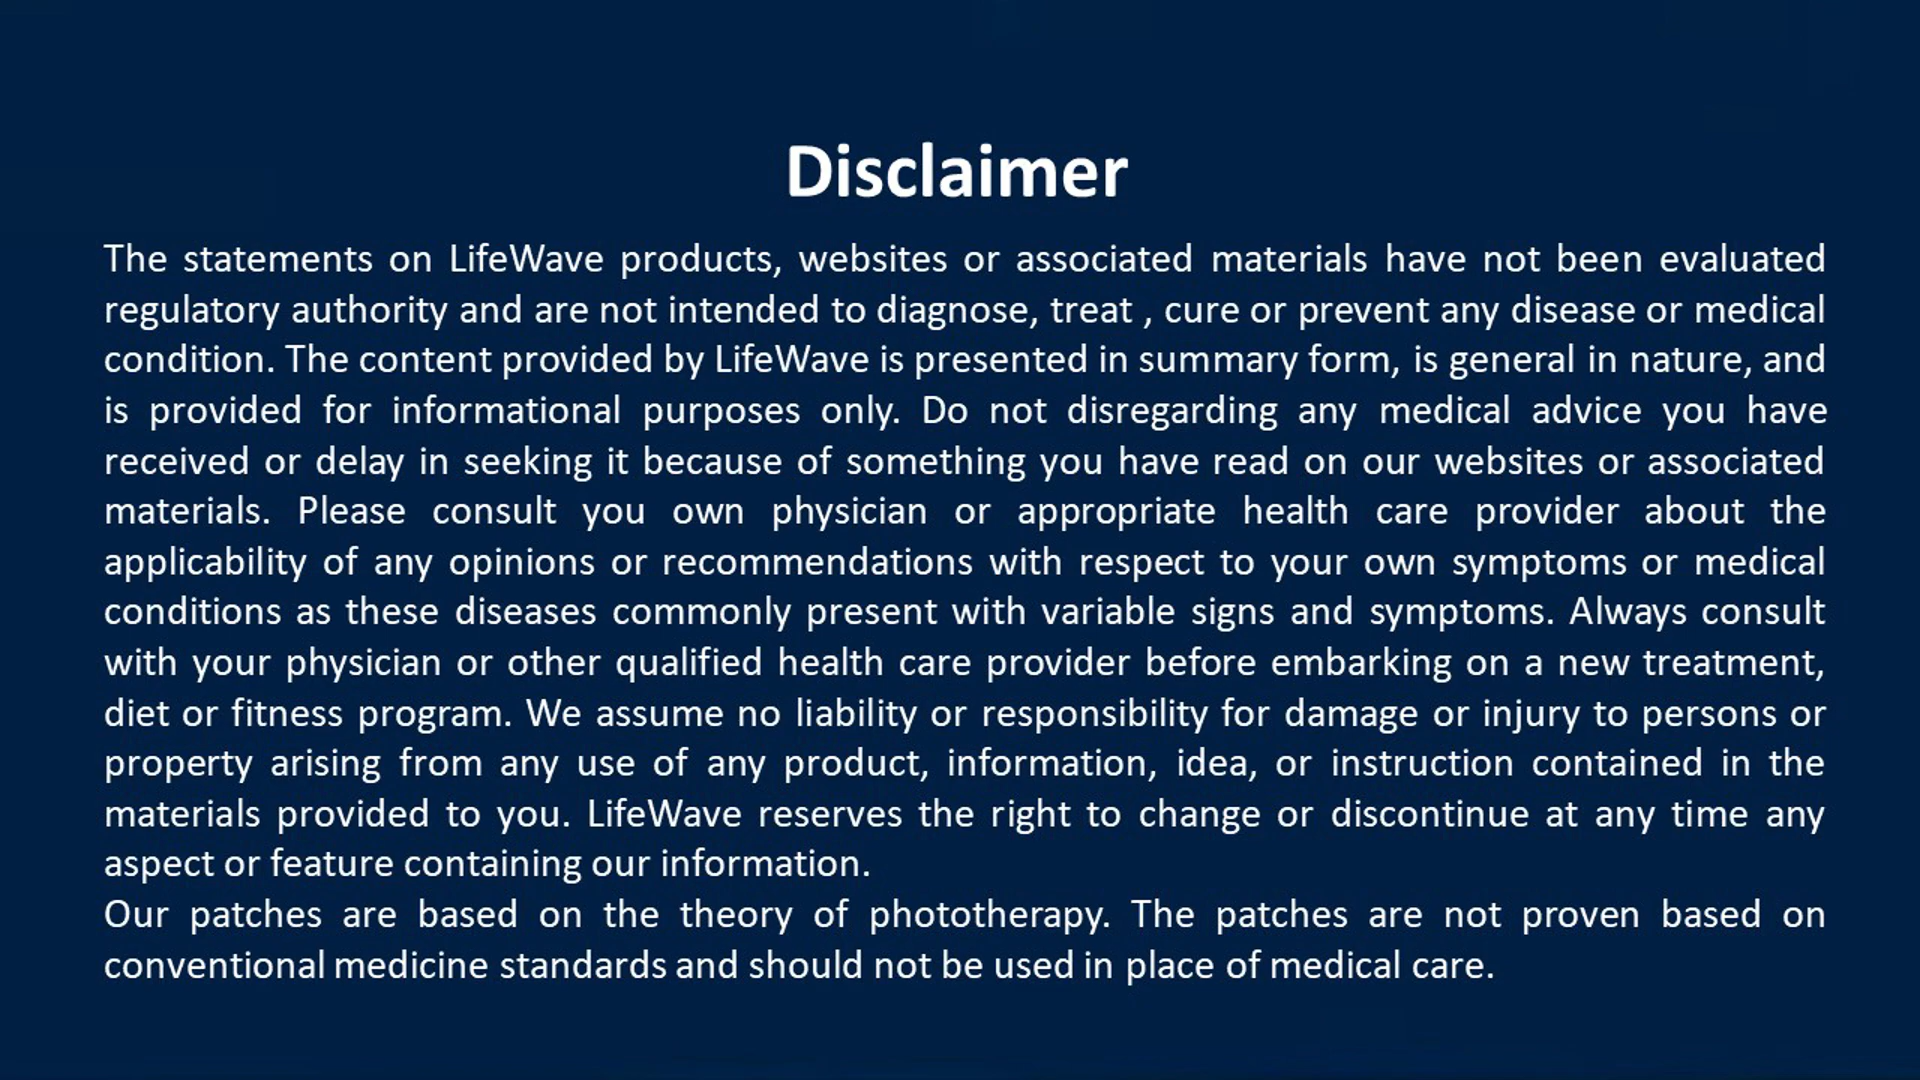 Disclaimer
The statements on LifeWave products, websites or associated materials have not been evaluated
regulatory authority and are not intended to diagnose, treat , cure or prevent any disease or medical
condition. The content provided by LifeWave is presented in summary form, is general in nature, and
is provided for informational purposes only. Do not disregarding any medical advice you have
received or delay in seeking it because of something you have read on our websites or associated
materials. Please consult you own physician or appropriate health care provider about the
applicability of any opinions or recommendations with respect to your own symptoms or medical
conditions as these diseases commonly present with variable signs and symptoms. Always consult
with your physician or other qualified health care provider before embarking on a new treatment,
diet or fitness program. We assume no liability or responsibility for damage or injury to persons or
property arising from any use of any product, information, idea, or instruction contained in the
materials provided to you. LifeWave reserves the right to change or discontinue at any time any
aspect or feature containing our information.
Our patches are based on the theory of phototherapy. The patches are not proven based on
conventional medicine standards and should not be used in place of medical care.